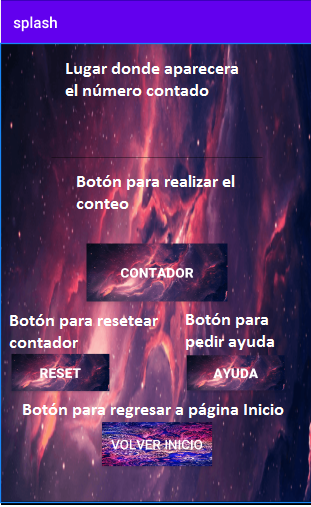 splash
Lugar donde aparecera
el número contado
Botón para realizar el
conteo
CONTADOR
Botón para resetear
contador
Botón para
pedir ayuda
RESET
AYUDA
Botón para regresar a página Inicio
VOLVER INICIO